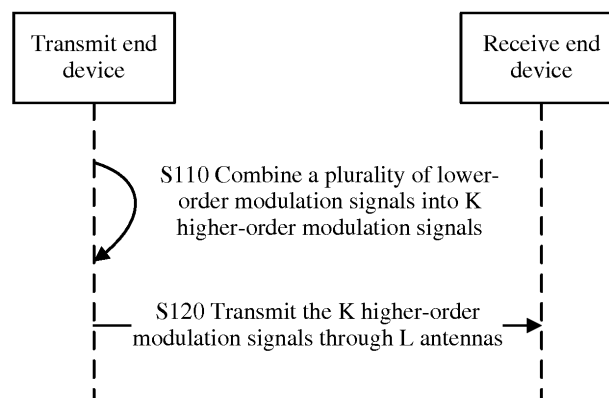 Transmit end
device
Receive end
device
S110 Combine a plurality of lower-
order modulation signals into K
higher-order modulation signals
S120 Transmit the K higher-order
modulation signals through L antennas